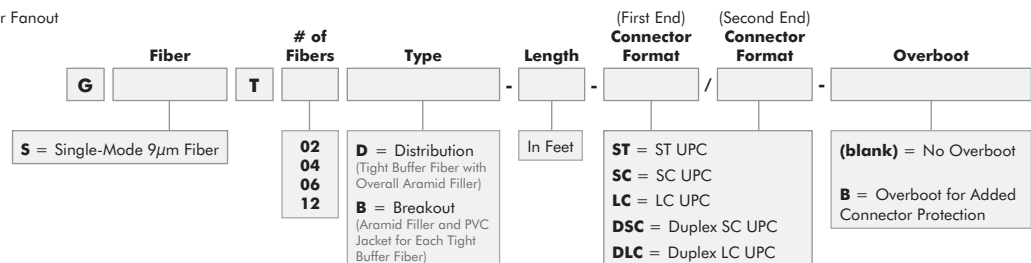 r Fanout
(First End)
(Second End)
# of
Connector
Connector
Fiber
Fibers
Type
Length
Format
Format
Overboot
G
T
-
-
/
-
S = Single-Mode 9µm Fiber
02
04
06
12
D = Distribution
(Tight Buffer Fiber with
Overall Aramid Filler)
B = Breakout
(Aramid Filler and PVC
Jacket for Each Tight
Buffer Fiber)
In Feet
ST = ST UPC
SC = SC UPC
LC = LC UPC
DSC = Duplex SC UPC
DLC = Duplex LC UPC
(blank) = No Overboot
B = Overboot for Added
Connector Protection